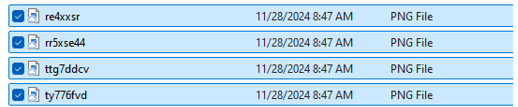 re4xxsr 11/28/2024 8:47 AM PNG File
rr5xse44 11/28/2024 8:47 AM PNG File
ttg7ddcv 11/28/2024 8:47 AM PNG File
ty776fvd 11/28/2024 8:47 AM PNG File